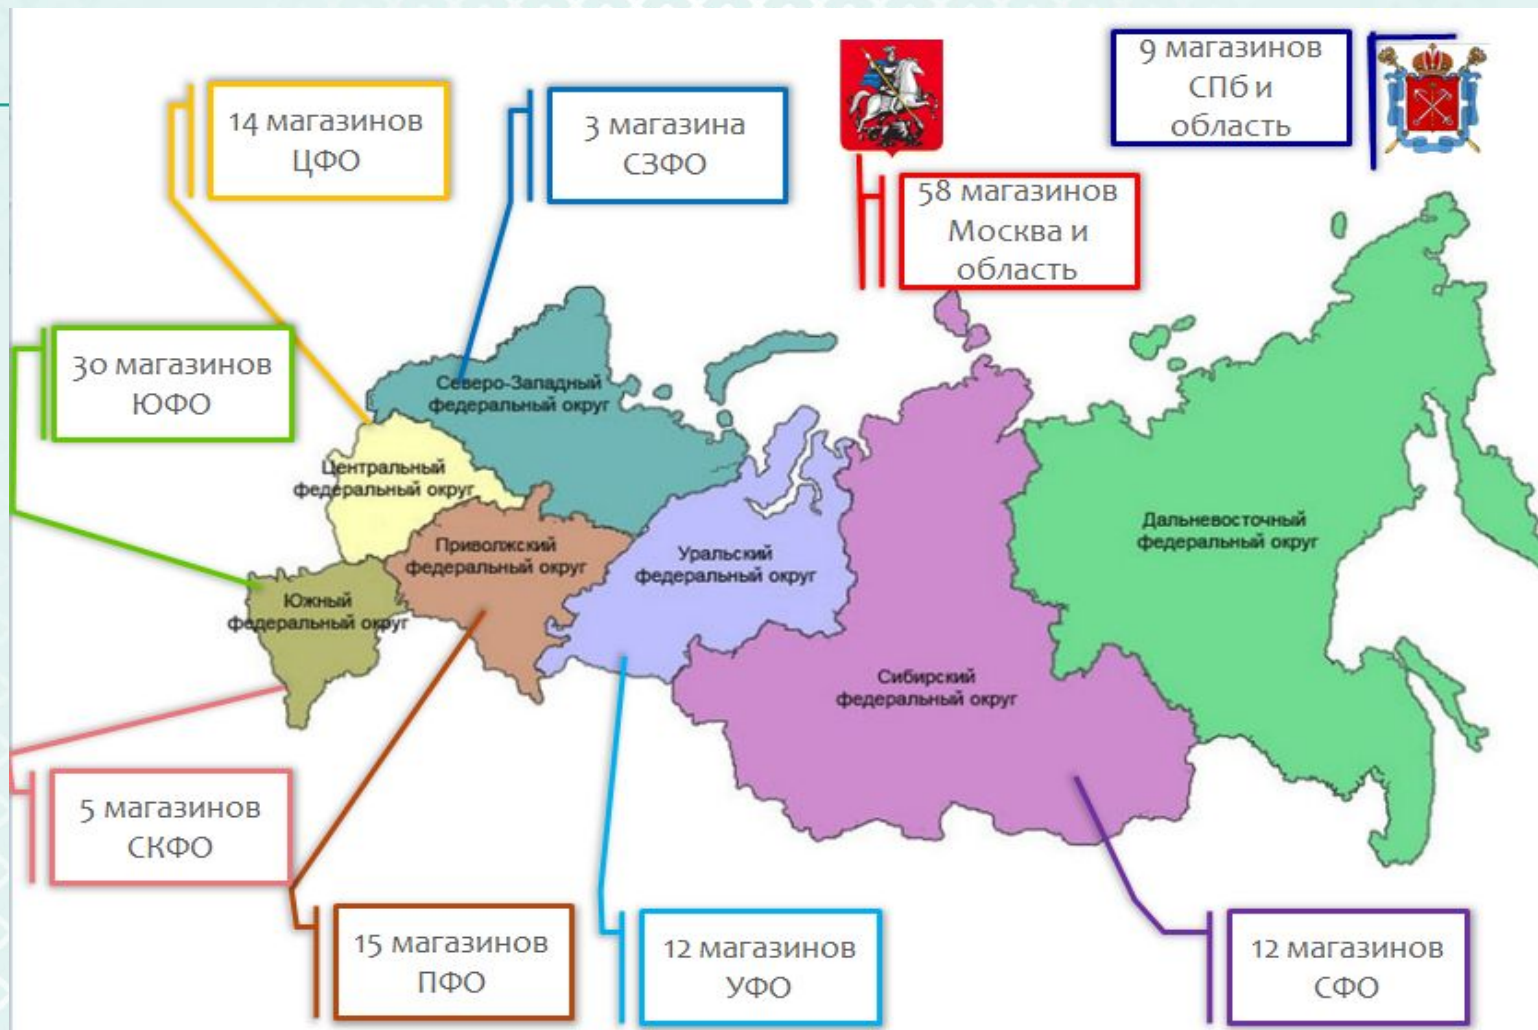 9 магазинов
СПб и
область
14 магазинов
ЦФО
3 магазина
СЗФО
58 магазинов
Москва и
область
30 магазинов
ЮФО
Северо-Западный
федеральный округ
Центральный
федеральный округ
Приволжский
федеральный округ
Уральский
федеральный округ
Дальневосточный
федеральный округ
Южный
федеральный округ
Сибирский
федеральный округ
5 магазинов
СКФО
15 магазинов
ПФО
12 магазинов
УФО
12 магазинов
СФО